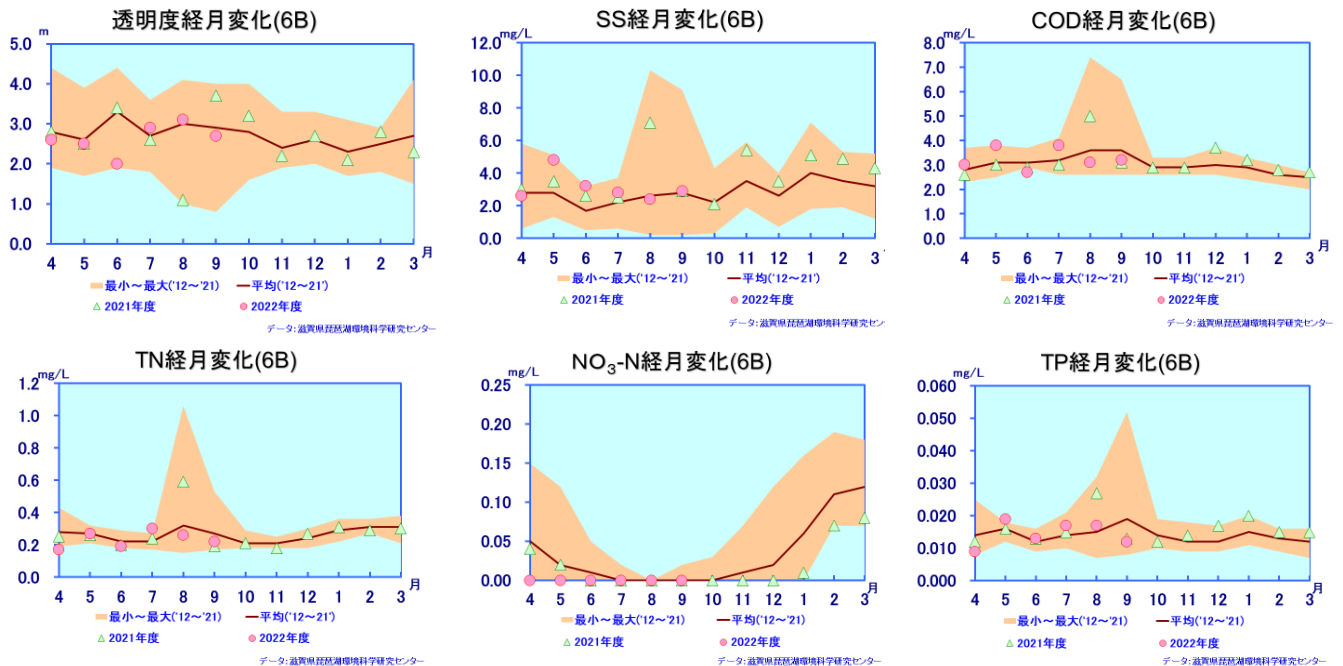 透明度経月変化(6B)
m
5.0
4.0
3.0
2.0
1.0
0.0
4 5 6 7 8 9 10 11 12 1 2 3 月
最小～最大('12～'21) 平均('12～21')
2021年度 2022年度
データ: 滋賀県琵琶湖環境科学研究センター
SS経月変化(6B)
mg/L
12.0
10.0
8.0
6.0
4.0
2.0
0.0
4 5 6 7 8 9 10 11 12 1 2 3 月
最小～最大('12～'21) 平均('12～21')
2021年度 2022年度
データ: 滋賀県琵琶湖環境科学研究センター
COD経月変化(6B)
mg/L
8.0
7.0
6.0
5.0
4.0
3.0
2.0
1.0
0.0
4 5 6 7 8 9 10 11 12 1 2 3 月
最小～最大('12～'21) 平均('12～21')
2021年度 2022年度
データ: 滋賀県琵琶湖環境科学研究センター
TN経月変化(6B)
mg/L
1.2
1.0
0.8
0.6
0.4
0.2
0.0
4 5 6 7 8 9 10 11 12 1 2 3 月
最小～最大('12～'21) 平均('12～21')
2021年度 2022年度
データ: 滋賀県琵琶湖環境科学研究センター
NO₃-N経月変化(6B)
mg/L
0.25
0.20
0.15
0.10
0.05
0.00
4 5 6 7 8 9 10 11 12 1 2 3 月
最小～最大('12～'21) 平均('12～'21)
2021年度 2022年度
データ: 滋賀県琵琶湖環境科学研究センター
TP経月変化(6B)
mg/L
0.060
0.050
0.040
0.030
0.020
0.010
0.000
4 5 6 7 8 9 10 11 12 1 2 3 月
最小～最大('12～'21) 平均('12～'21)
2021年度 2022年度
データ: 滋賀県琵琶湖環境科学研究センター